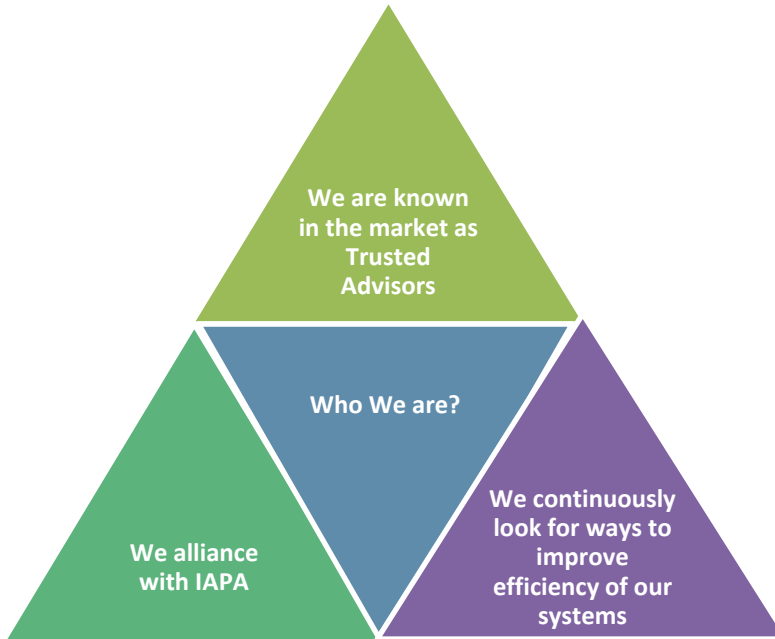 We are known
in the market as
Trusted
Advisors
Who We are?
We alliance
with IAPA
We continuously
look for ways to
improve
efficiency of our
systems